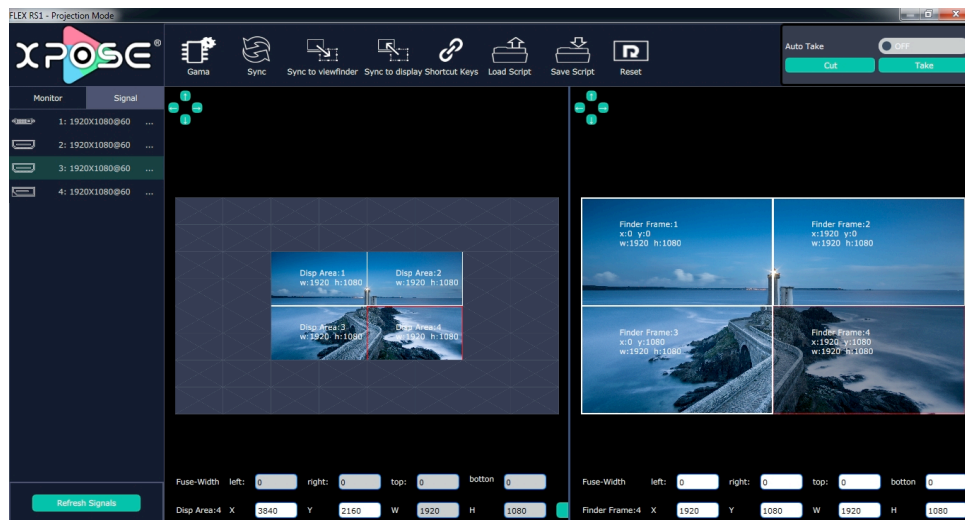 FLEX RS1 - Projection Mode
XPOSE®
Gama
Sync
Sync to viewfinder
Sync to display
Shortcut Keys
Load Script
Save Script
Reset
Auto Take
OFF
Cut
Take
Monitor
Signal
1: 1920X1080@60 ...
2: 1920X1080@60 ...
3: 1920X1080@60 ...
4: 1920X1080@60 ...
Refresh Signals
Disp Area:1
w:1920 h:1080
Disp Area:2
w:1920 h:1080
Disp Area:3
w:1920 h:1080
Disp Area:4
w:1920 h:1080
Fuse-Width left: 0 right: 0 top: 0 botton 0
Disp Area:4 X 3840 Y 2160 W 1920 H 1080
Finder Frame:1
x:0 y:0
w:1920 h:1080
Finder Frame:2
x:1920 y:0
w:1920 h:1080
Finder Frame:3
x:0 y:1080
w:1920 h:1080
Finder Frame:4
x:1920 y:1080
w:1920 h:1080
Fuse-Width left: 0 right: 0 top: 0 botton 0
Finder Frame:4 X 1920 Y 1080 W 1920 H 1080